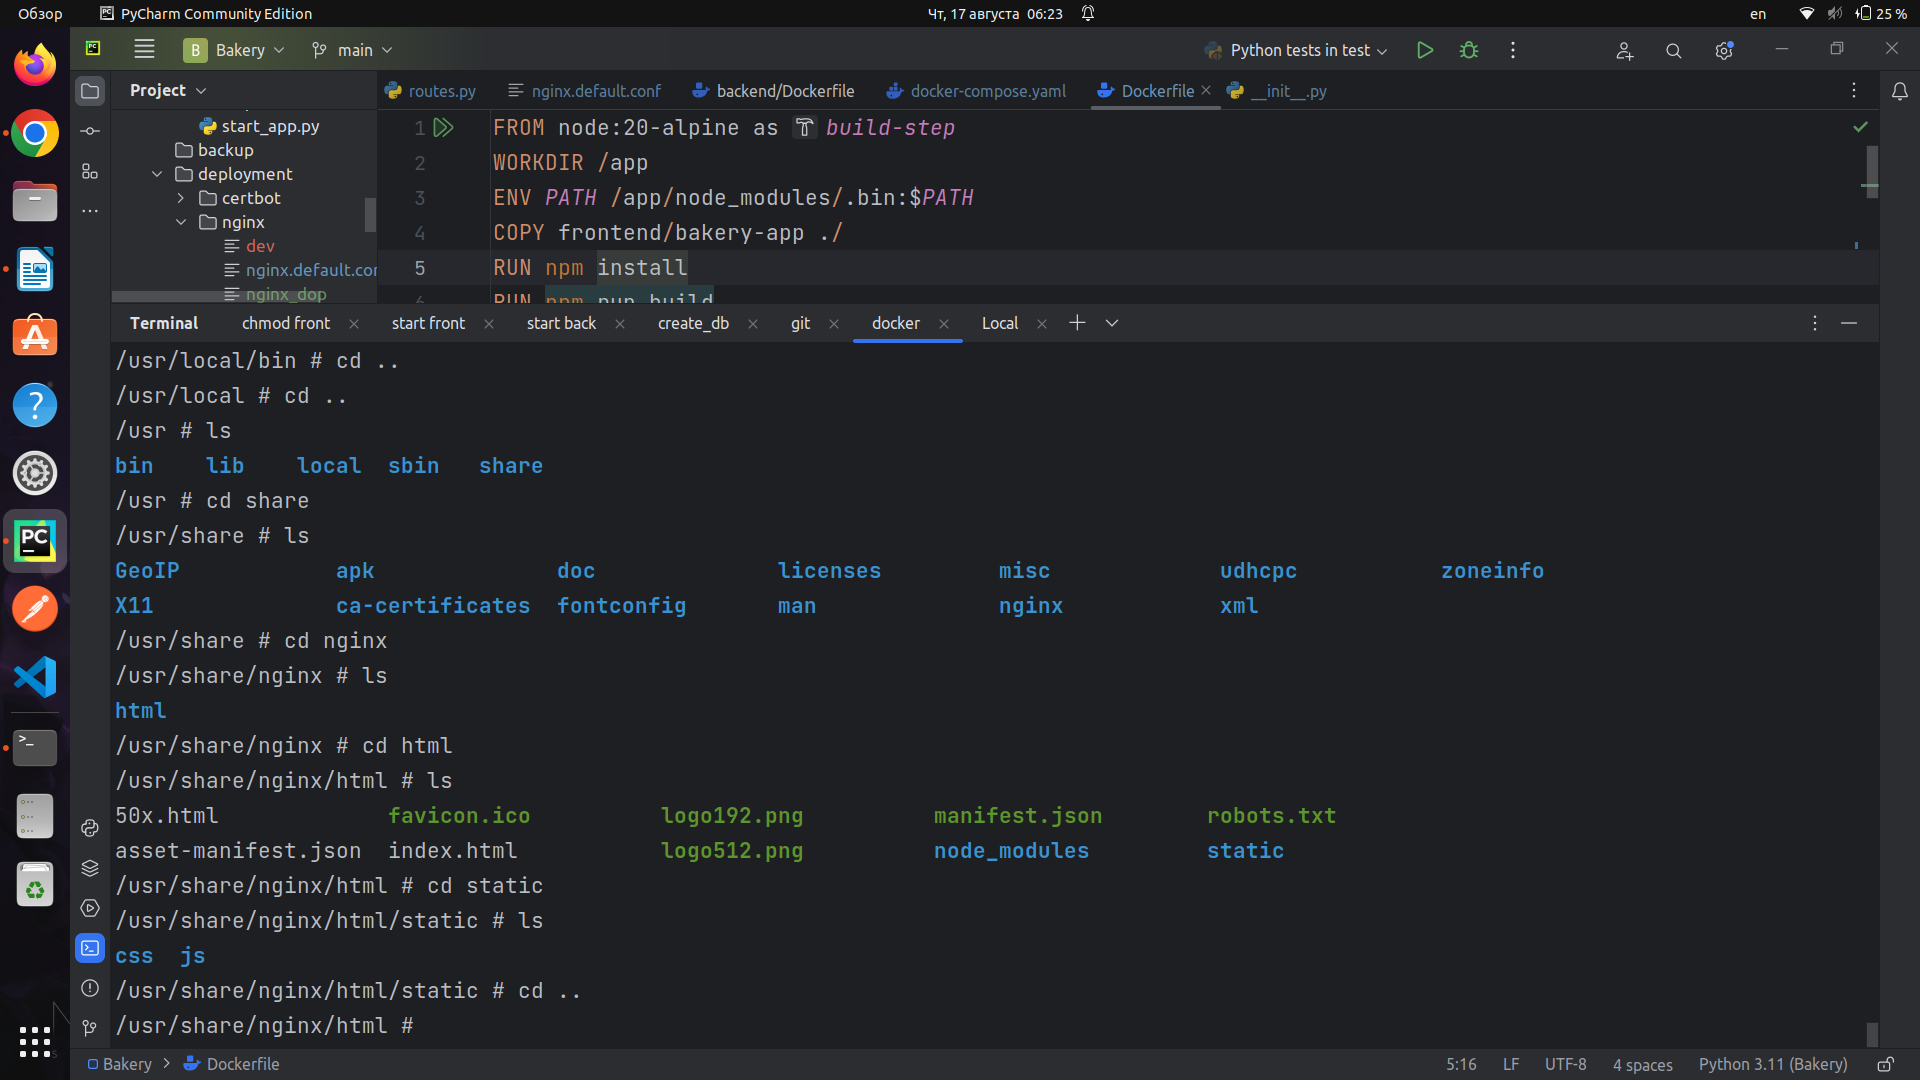 Обзор
PyCharm Community Edition
Чт, 17 августа 06:23
en
25 %
B Bakery
main
Python tests in test
Project
routes.py
nginx.default.conf
backend/Dockerfile
docker-compose.yaml
Dockerfile
__init__.py
start_app.py
backup
deployment
certbot
nginx
dev
nginx.default.con
nginx_dop
1 FROM node:20-alpine as build-step
2 WORKDIR /app
3 ENV PATH /app/node_modules/.bin:$PATH
4 COPY frontend/bakery-app ./
5 RUN npm install
6 RUN npm run build
Terminal
chmod front
start front
start back
create_db
git
docker
Local
/usr/local/bin # cd ..
/usr/local # cd ..
/usr # ls
bin lib local sbin share
/usr # cd share
/usr/share # ls
GeoIP apk doc licenses misc udhcpc zoneinfo
X11 ca-certificates fontconfig man nginx xml
/usr/share # cd nginx
/usr/share/nginx # ls
html
/usr/share/nginx # cd html
/usr/share/nginx/html # ls
50x.html favicon.ico logo192.png manifest.json robots.txt
asset-manifest.json index.html logo512.png node_modules static
/usr/share/nginx/html # cd static
/usr/share/nginx/html/static # ls
css js
/usr/share/nginx/html/static # cd ..
/usr/share/nginx/html #
Bakery > Dockerfile
5:16 LF UTF-8 4 spaces Python 3.11 (Bakery)